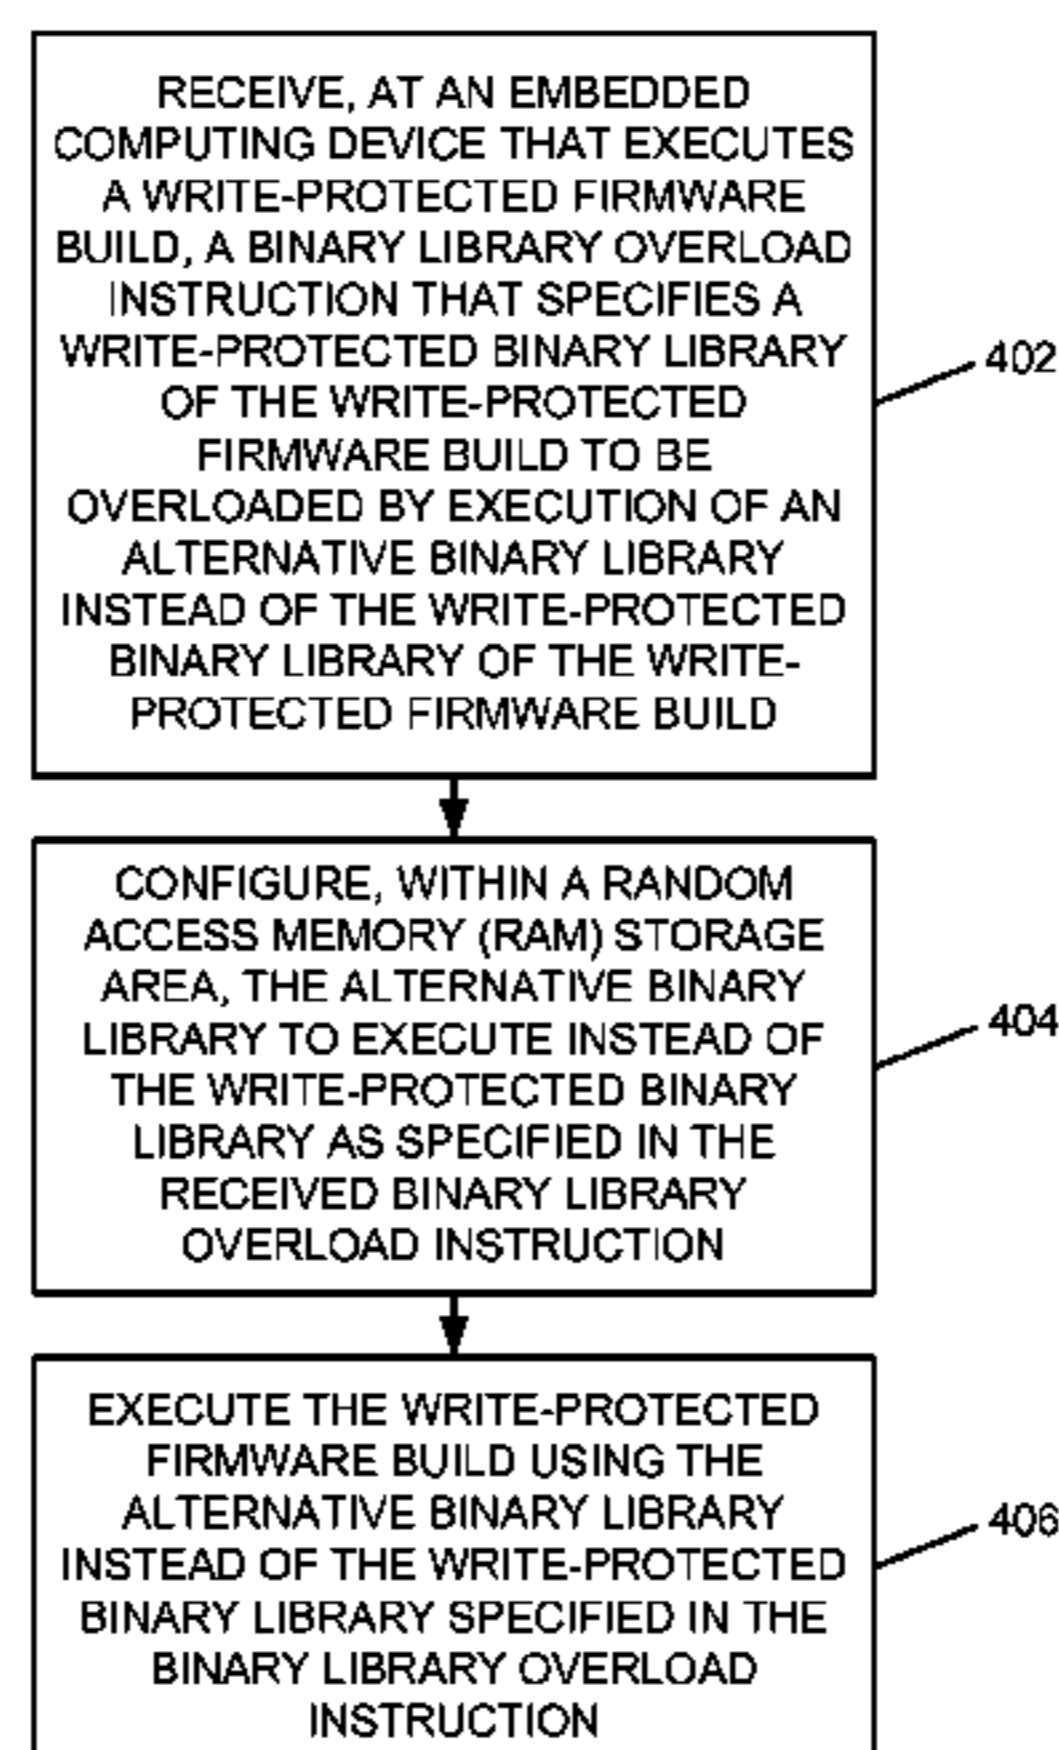 RECEIVE, AT AN EMBEDDED
COMPUTING DEVICE THAT EXECUTES
A WRITE-PROTECTED FIRMWARE
BUILD, A BINARY LIBRARY OVERLOAD
INSTRUCTION THAT SPECIFIES A
WRITE-PROTECTED BINARY LIBRARY
OF THE WRITE-PROTECTED
FIRMWARE BUILD TO BE
OVERLOADED BY EXECUTION OF AN
ALTERNATIVE BINARY LIBRARY
INSTEAD OF THE WRITE-PROTECTED
BINARY LIBRARY OF THE WRITE-
PROTECTED FIRMWARE BUILD
402
CONFIGURE, WITHIN A RANDOM
ACCESS MEMORY (RAM) STORAGE
AREA, THE ALTERNATIVE BINARY
LIBRARY TO EXECUTE INSTEAD OF
THE WRITE-PROTECTED BINARY
LIBRARY AS SPECIFIED IN THE
RECEIVED BINARY LIBRARY
OVERLOAD INSTRUCTION
404
EXECUTE THE WRITE-PROTECTED
FIRMWARE BUILD USING THE
ALTERNATIVE BINARY LIBRARY
INSTEAD OF THE WRITE-PROTECTED
BINARY LIBRARY SPECIFIED IN THE
BINARY LIBRARY OVERLOAD
INSTRUCTION
406